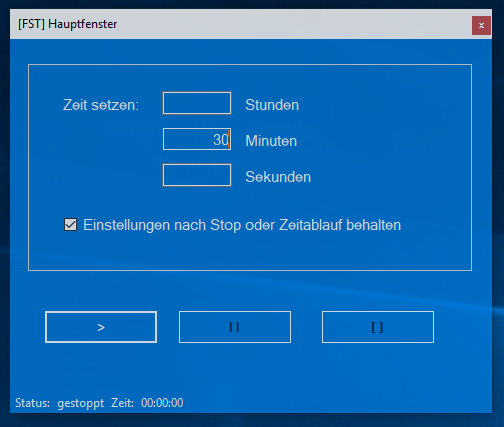 [FST] Hauptfenster x
Zeit setzen: Stunden
30 Minuten
Sekunden
Einstellungen nach Stop oder Zeitablauf behalten
> || []
Status: gestoppt Zeit: 00:00:00